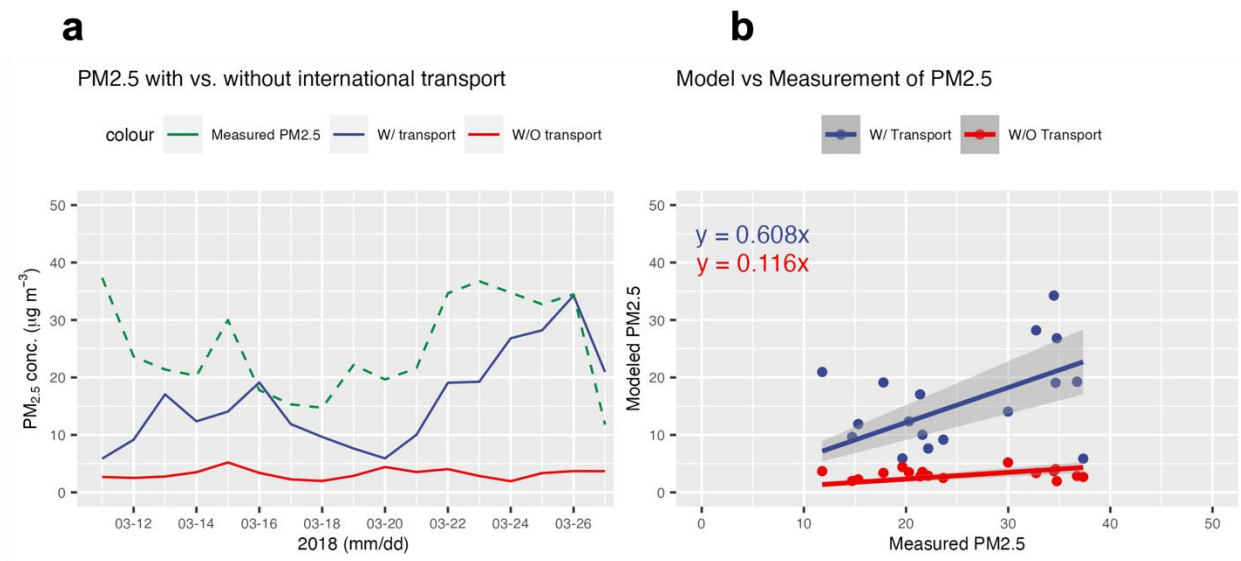 a
PM2.5 with vs. without international transport
colour Measured PM2.5 W/ transport W/O transport
50
40
30
20
10
0
PM2.5 conc. (μg m−3)
03-12 03-14 03-16 03-18 03-20 03-22 03-24 03-26
2018 (mm/dd)
b
Model vs Measurement of PM2.5
W/ Transport W/O Transport
y = 0.608x
y = 0.116x
50
40
30
20
10
0
Modeled PM2.5
0 10 20 30 40 50
Measured PM2.5